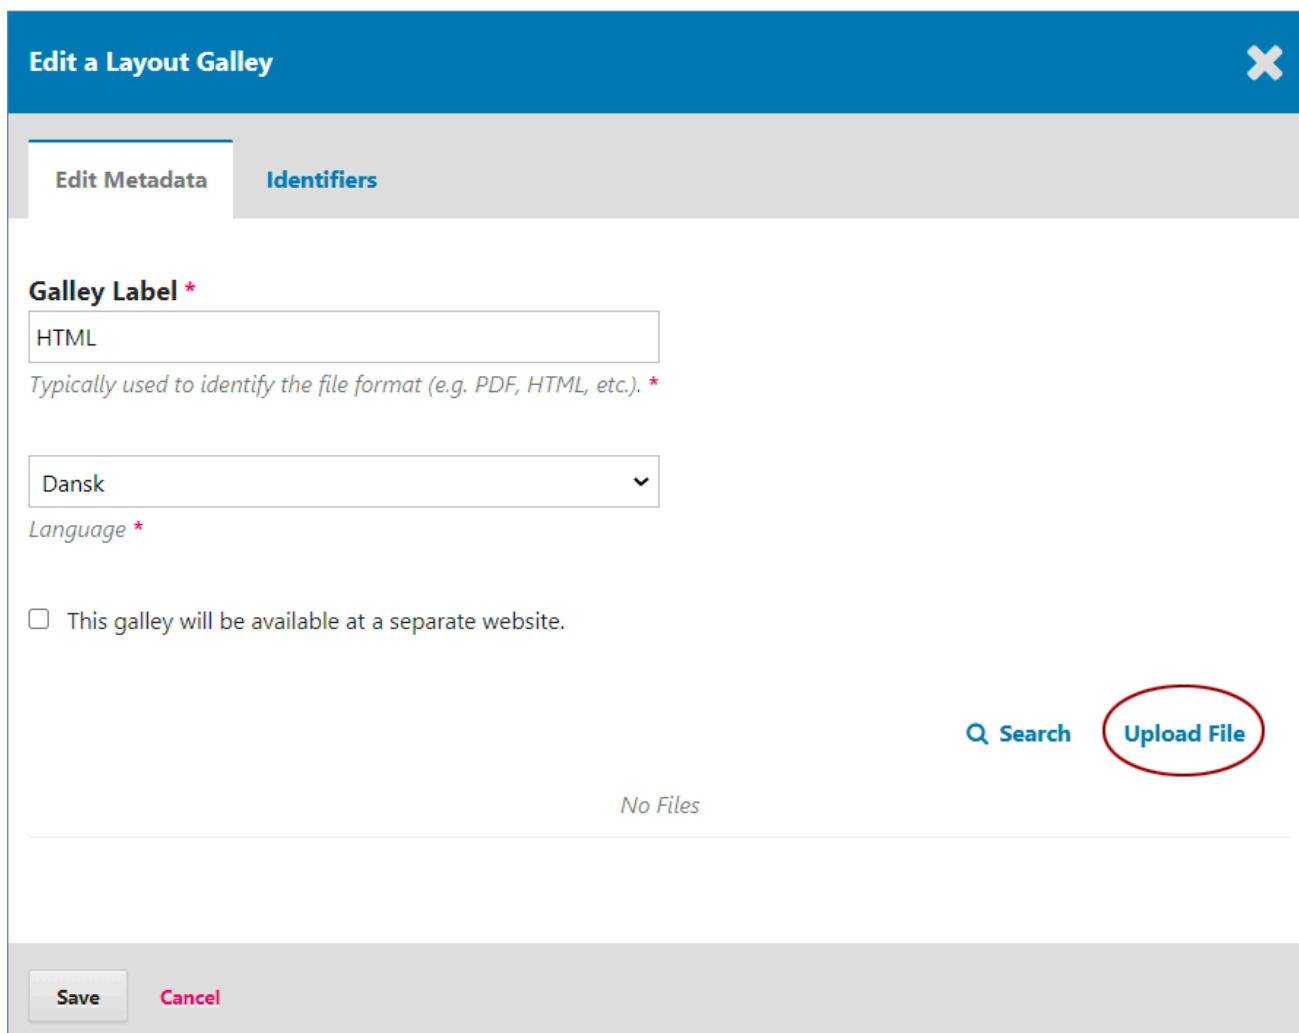 Edit a Layout Galley
Edit Metadata Identifiers
Galley Label *
HTML
Typically used to identify the file format (e.g. PDF, HTML, etc.). *
Dansk
Language *
This galley will be available at a separate website.
Search Upload File
No Files
Save Cancel